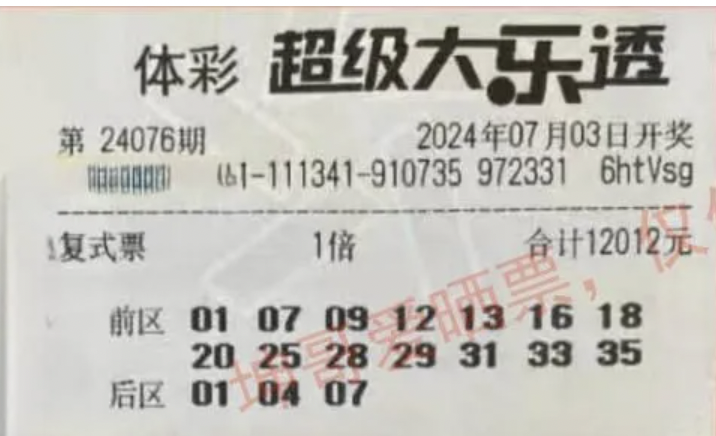 体彩 超级大乐透
第 24076期 2024年07月03日开奖
61-111341-910735 972331 6htVsg
复式票 1倍 合计12012元
前区 01 07 09 12 13 16 18
20 25 28 29 31 33 35
后区 01 04 07
坤哥爱晒票，仅